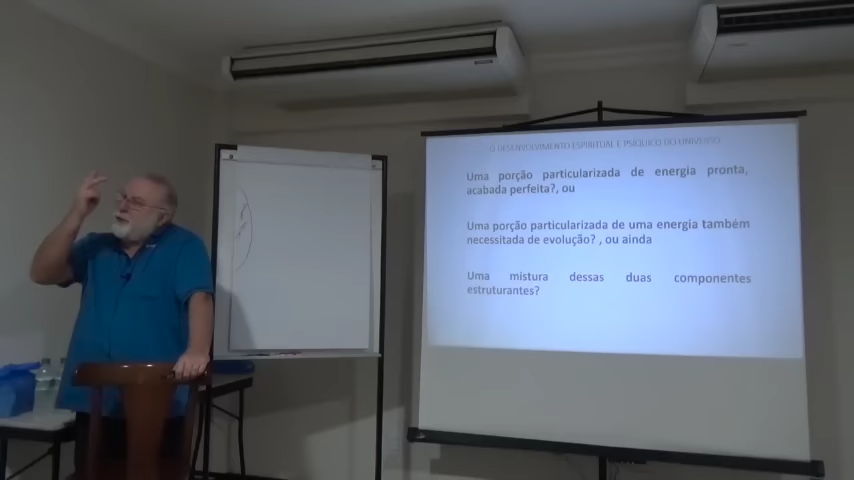 O DESENVOLVIMENTO ESPIRITUAL E PSÍQUICO DO UNIVERSO
Uma porção particularizada de energia pronta,
acabada perfeita?, ou
Uma porção particularizada de uma energia também
necessitada de evolução? , ou ainda
Uma mistura dessas duas componentes
estruturantes?